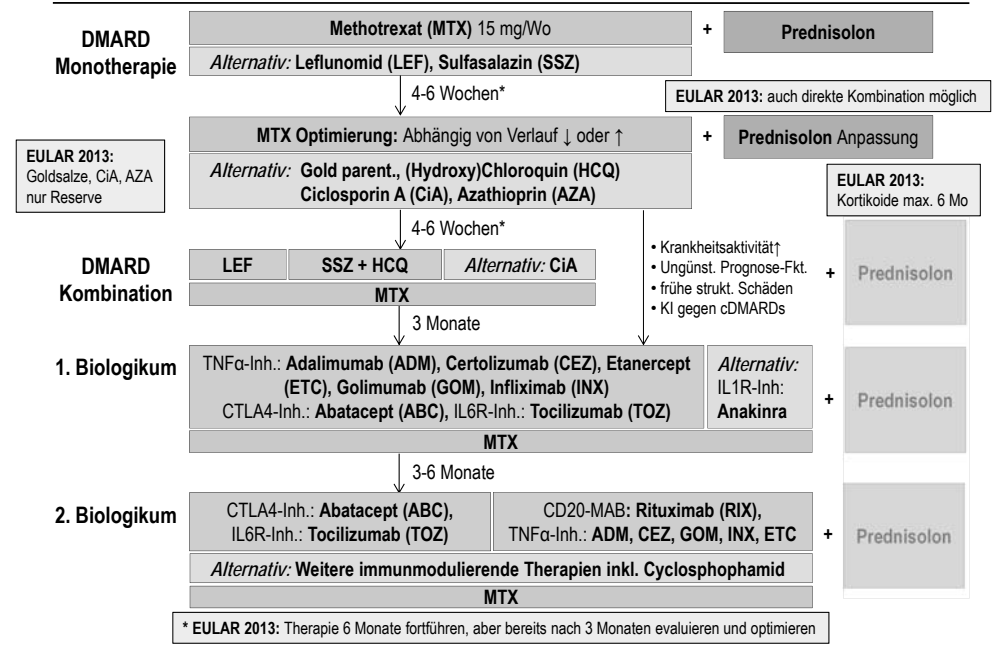 DMARD
Monotherapie
Methotrexat (MTX) 15 mg/Wo
+
Prednisolon
Alternativ: Leflunomid (LEF), Sulfasalazin (SSZ)
4-6 Wochen*
EULAR 2013: auch direkte Kombination möglich
MTX Optimierung: Abhängig von Verlauf ↓ oder ↑
+
Prednisolon Anpassung
EULAR 2013:
Goldsalze, CiA, AZA
nur Reserve
Alternativ: Gold parent., (Hydroxy)Chloroquin (HCQ)
Ciclosporin A (CiA), Azathioprin (AZA)
EULAR 2013:
Kortikoide max. 6 Mo
4-6 Wochen*
• Krankheitsaktivität↑
• Ungünst. Prognose-Fkt.
• frühe strukt. Schäden
• KI gegen cDMARDs
DMARD
Kombination
LEF
SSZ + HCQ
Alternativ: CiA
MTX
+
Prednisolon
3 Monate
1. Biologikum
TNFα-Inh.: Adalimumab (ADM), Certolizumab (CEZ), Etanercept
(ETC), Golimumab (GOM), Infliximab (INX)
CTLA4-Inh.: Abatacept (ABC), IL6R-Inh.: Tocilizumab (TOZ)
Alternativ:
IL1R-Inh:
Anakinra
+
Prednisolon
MTX
3-6 Monate
2. Biologikum
CTLA4-Inh.: Abatacept (ABC),
IL6R-Inh.: Tocilizumab (TOZ)
CD20-MAB: Rituximab (RIX),
TNFα-Inh.: ADM, CEZ, GOM, INX, ETC
+
Prednisolon
Alternativ: Weitere immunmodulierende Therapien inkl. Cyclosphophamid
MTX
* EULAR 2013: Therapie 6 Monate fortführen, aber bereits nach 3 Monaten evaluieren und optimieren